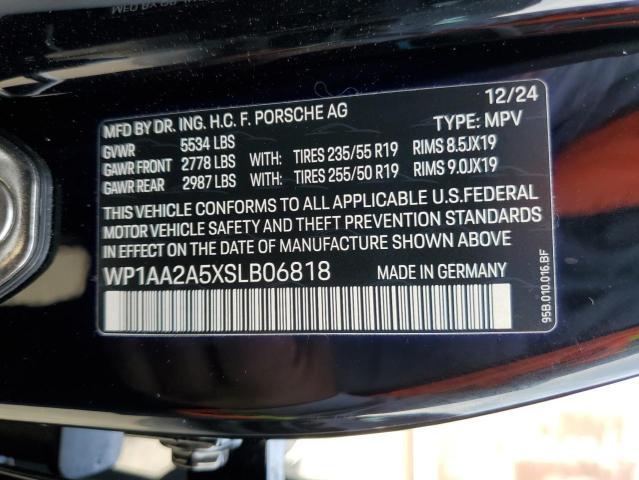 12/24
MFD BY DR. ING. H.C. F. PORSCHE AG
TYPE: MPV
GVWR 5534 LBS
GAWR FRONT 2778 LBS WITH: TIRES 235/55 R19 RIMS 8.5JX19
GAWR REAR 2987 LBS WITH: TIRES 255/50 R19 RIMS 9.0JX19
THIS VEHICLE CONFORMS TO ALL APPLICABLE U.S.FEDERAL
MOTOR VEHICLE SAFETY AND THEFT PREVENTION STANDARDS
IN EFFECT ON THE DATE OF MANUFACTURE SHOWN ABOVE
WP1AA2A5XSLB06818 MADE IN GERMANY
95B.010.016.BF